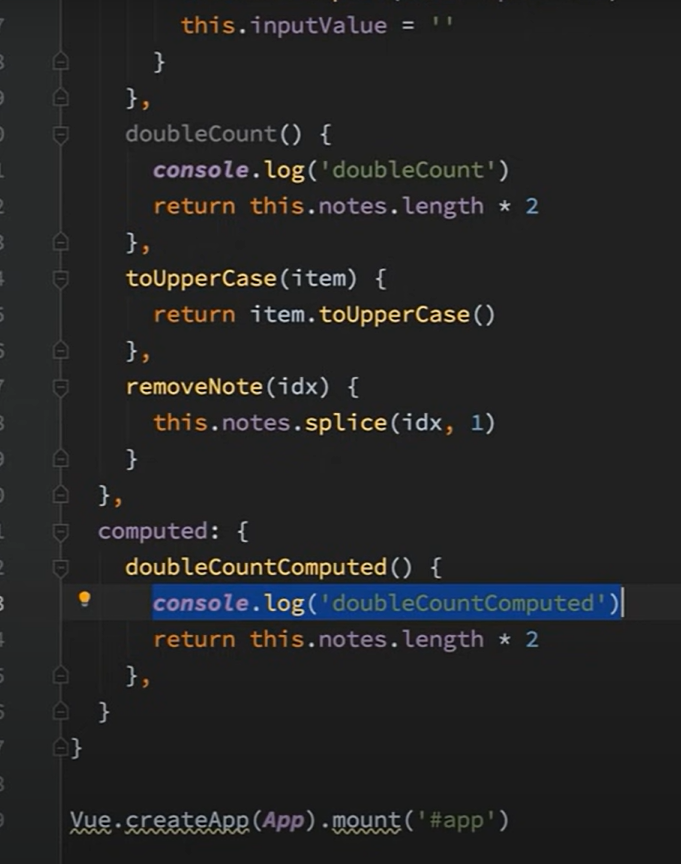 this.inputValue = ''
}
},
doubleCount() {
console.log('doubleCount')
return this.notes.length * 2
},
toUpperCase(item) {
return item.toUpperCase()
},
removeNote(idx) {
this.notes.splice(idx, 1)
}
},
computed: {
doubleCountComputed() {
console.log('doubleCountComputed')
return this.notes.length * 2
},
}
}
Vue.createApp(App).mount('#app')